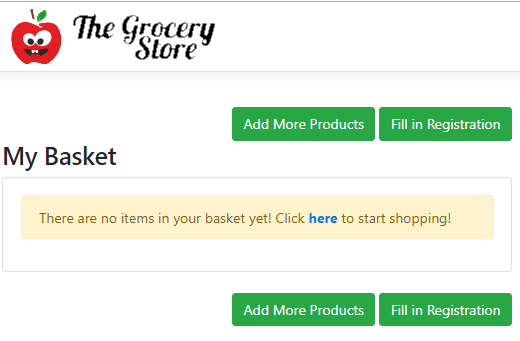 The Grocery
Store
Add More Products Fill in Registration
My Basket
There are no items in your basket yet! Click here to start shopping!
Add More Products Fill in Registration